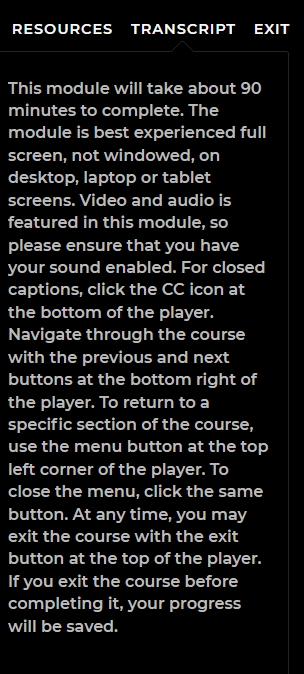 RESOURCES TRANSCRIPT EXIT
This module will take about 90
minutes to complete. The
module is best experienced full
screen, not windowed, on
desktop, laptop or tablet
screens. Video and audio is
featured in this module, so
please ensure that you have
your sound enabled. For closed
captions, click the CC icon at
the bottom of the player.
Navigate through the course
with the previous and next
buttons at the bottom right of
the player. To return to a
specific section of the course,
use the menu button at the top
left corner of the player. To
close the menu, click the same
button. At any time, you may
exit the course with the exit
button at the top of the player.
If you exit the course before
completing it, your progress
will be saved.